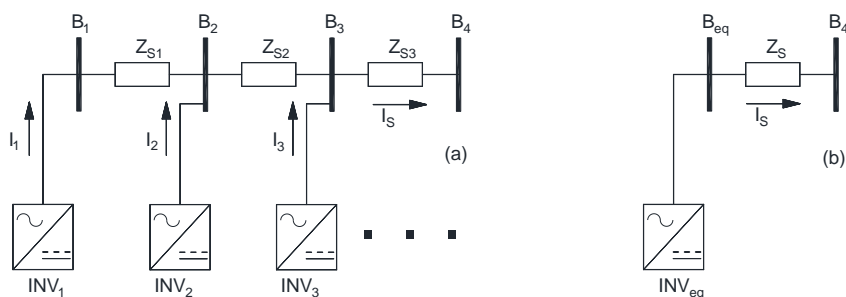 B1 B2 B3 B4 Beq B4
ZS1 ZS2 ZS3 ZS
I1 I2 I3 IS IS
(a) (b)
INV1 INV2 INV3 INVeq